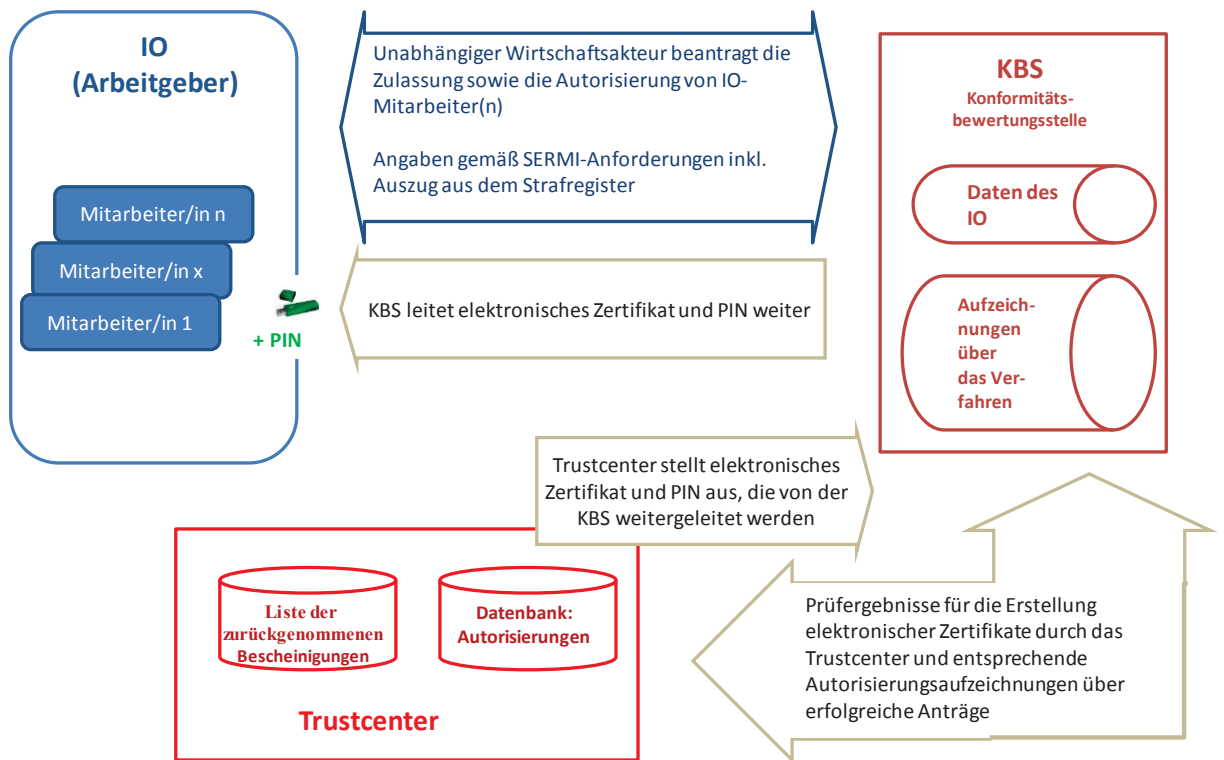 IO
(Arbeitgeber)
Mitarbeiter/in n
Mitarbeiter/in x
Mitarbeiter/in 1
+ PIN
Unabhängiger Wirtschaftsakteur beantragt die
Zulassung sowie die Autorisierung von IO-
Mitarbeiter(n)
Angaben gemäß SERMI-Anforderungen inkl.
Auszug aus dem Strafregister
KBS leitet elektronisches Zertifikat und PIN weiter
KBS
Konformitäts-
bewertungsstelle
Daten des
IO
Aufzeich-
nungen
über
das Ver-
fahren
Trustcenter stellt elektronisches
Zertifikat und PIN aus, die von der
KBS weitergeleitet werden
Liste der
zurückgenommenen
Bescheinigungen
Datenbank:
Autorisierungen
Trustcenter
Prüfergebnisse für die Erstellung
elektronischer Zertifikate durch das
Trustcenter und entsprechende
Autorisierungsaufzeichnungen über
erfolgreiche Anträge